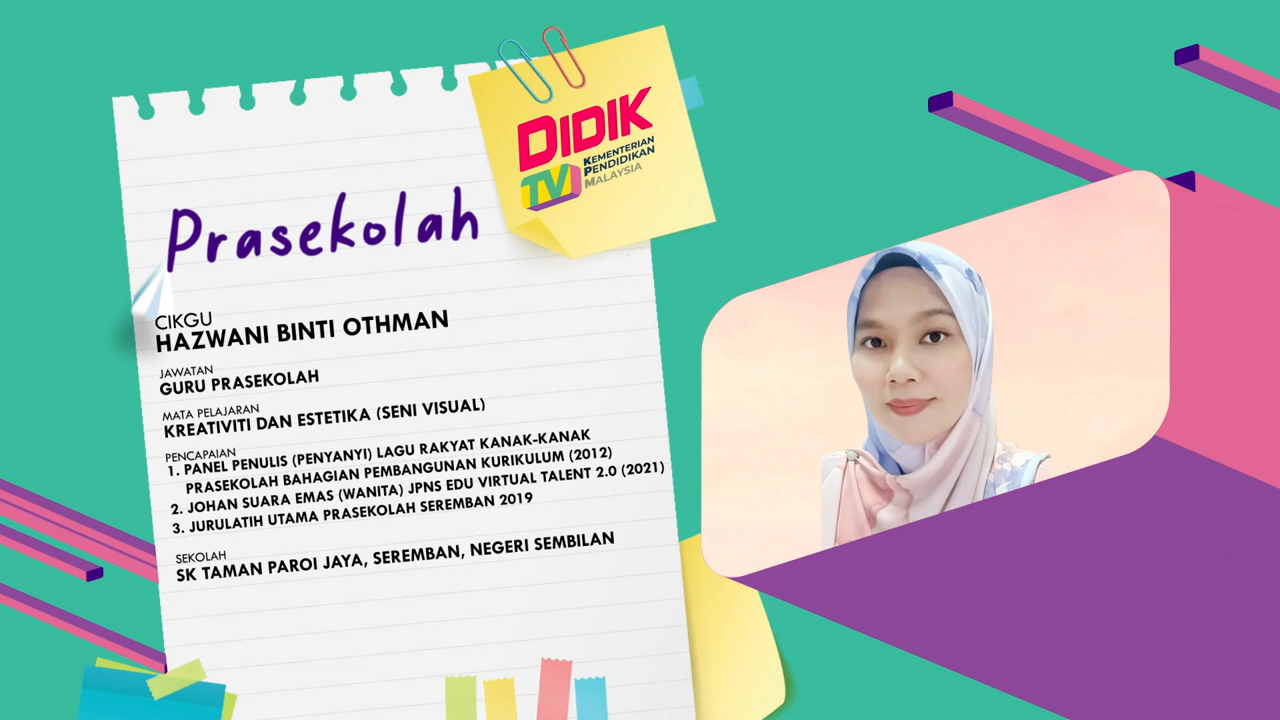 DIDIK
TV
KEMENTERIAN
PENDIDIKAN
MALAYSIA
Prasekolah
CIKGU
HAZWANI BINTI OTHMAN
JAWATAN
GURU PRASEKOLAH
MATA PELAJARAN
KREATIVITI DAN ESTETIKA (SENI VISUAL)
PENCAPAIAN
1. PANEL PENULIS (PENYANYI) LAGU RAKYAT KANAK-KANAK
PRASEKOLAH BAHAGIAN PEMBANGUNAN KURIKULUM (2012)
2. JOHAN SUARA EMAS (WANITA) JPNS EDU VIRTUAL TALENT 2.0 (2021)
3. JURULATIH UTAMA PRASEKOLAH SEREMBAN 2019
SEKOLAH
SK TAMAN PAROI JAYA, SEREMBAN, NEGERI SEMBILAN